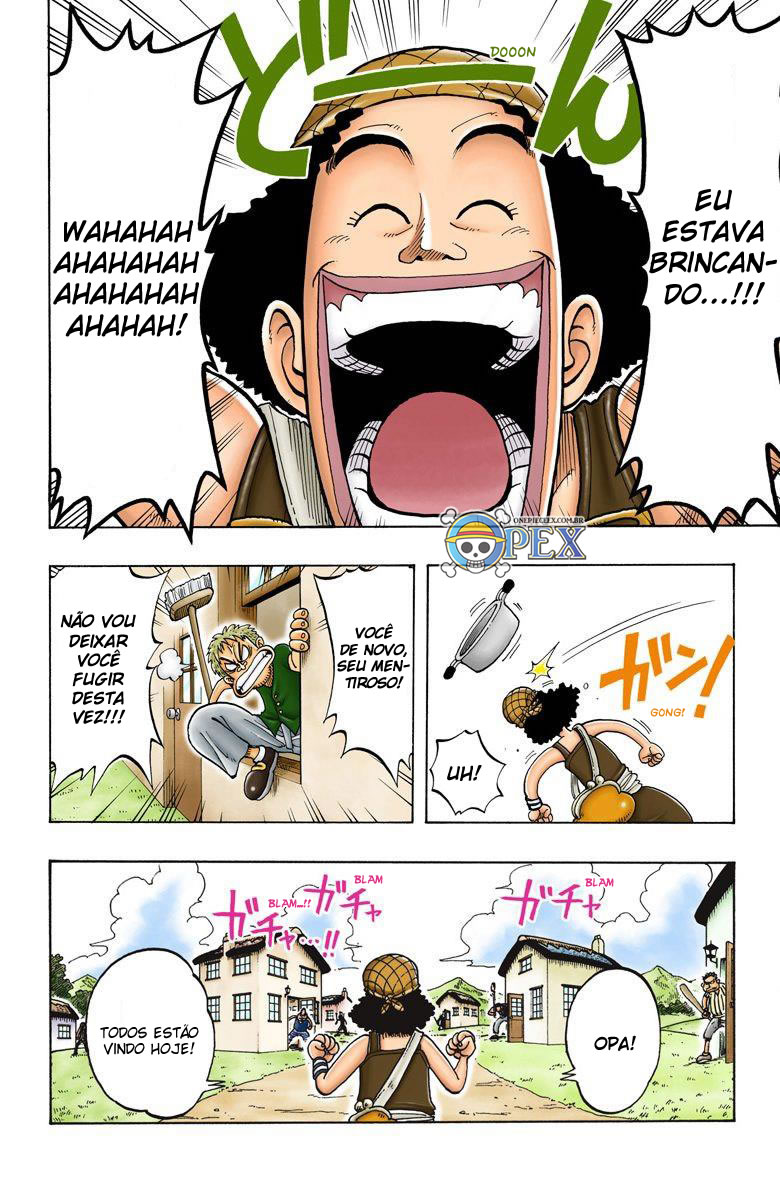 どーん
DOOON
EU
ESTAVA
BRINCAN-
DO...!!!
WAHAHAH
AHAHAHAH
AHAHAHAH
AHAHAH!
ONEPIECEEX.COM.BR
OPEX
ガン!
GONG!
UH!
VOCÊ
DE NOVO,
SEU MEN-
TIROSO!
NÃO VOU
DEIXAR
VOCÊ
FUGIR
DESTA
VEZ!!!
BLAM
ガチャ
BLAM
ガチャ
BLAM...!!
ガチャ…!!
OPA!
TODOS ESTÃO
VINDO HOJE!